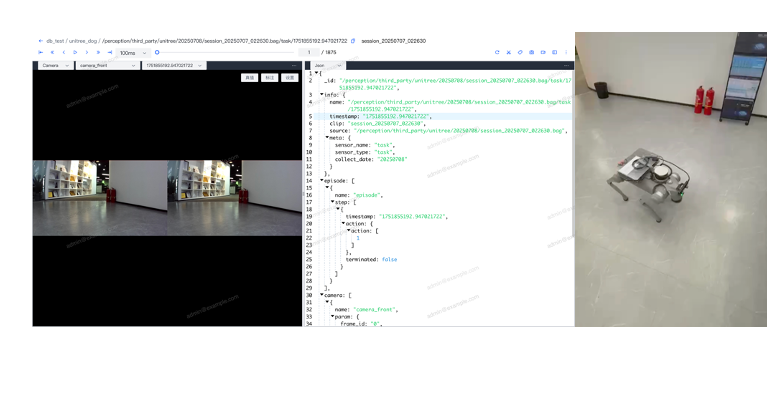 ← db_test / unitree_dog / /perception/third_party/unitree/20250708/session_20250707_022630.bag/task/1751855192.947021722 session_20250707_022630
100ms 1 / 1875
Camera camera_front 1751855192.947021722
Json
1 {
2 _id: "/perception/third_party/unitree/20250708/session_20250707_022630.bag/task/17
51855192.947021722",
3 info: {
4 name: "/perception/third_party/unitree/20250708/session_20250707_022630.bag/task
/1751855192.947021722",
5 timestamp: "1751855192.947021722",
6 clip: "session_20250707_022630",
7 source: "/perception/third_party/unitree/20250708/session_20250707_022630.bag",
8 meta: {
9 sensor_name: "task",
10 sensor_type: "task",
11 collect_date: "20250708"
12 }
13 },
14 episode: [
15 {
16 name: "episode",
17 step: [
18 {
19 timestamp: "1751855192.947021722",
20 action: {
21 action: [
22 1
23 ]
24 },
25 terminated: false
26 }
27 ]
28 }
29 ],
30 camera: [
31 {
32 name: "camera_front",
33 param: {
34 frame_id: "0",
admin@example.com